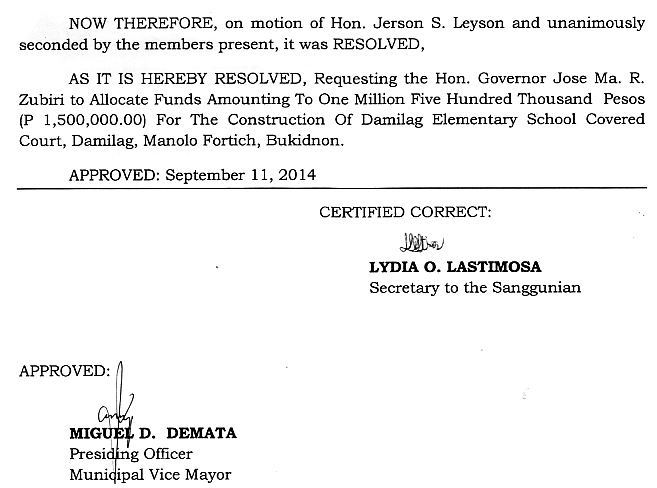 NOW THEREFORE, on motion of Hon. Jerson S. Leyson and unanimously
seconded by the members present, it was RESOLVED,
AS IT IS HEREBY RESOLVED, Requesting the Hon. Governor Jose Ma. R.
Zubiri to Allocate Funds Amounting To One Million Five Hundred Thousand Pesos
(P 1,500,000.00) For The Construction Of Damilag Elementary School Covered
Court, Damilag, Manolo Fortich, Bukidnon.
APPROVED: September 11, 2014
CERTIFIED CORRECT:
LYDIA O. LASTIMOSA
Secretary to the Sanggunian
APPROVED:
MIGUEL D. DEMATA
Presiding Officer
Municipal Vice Mayor